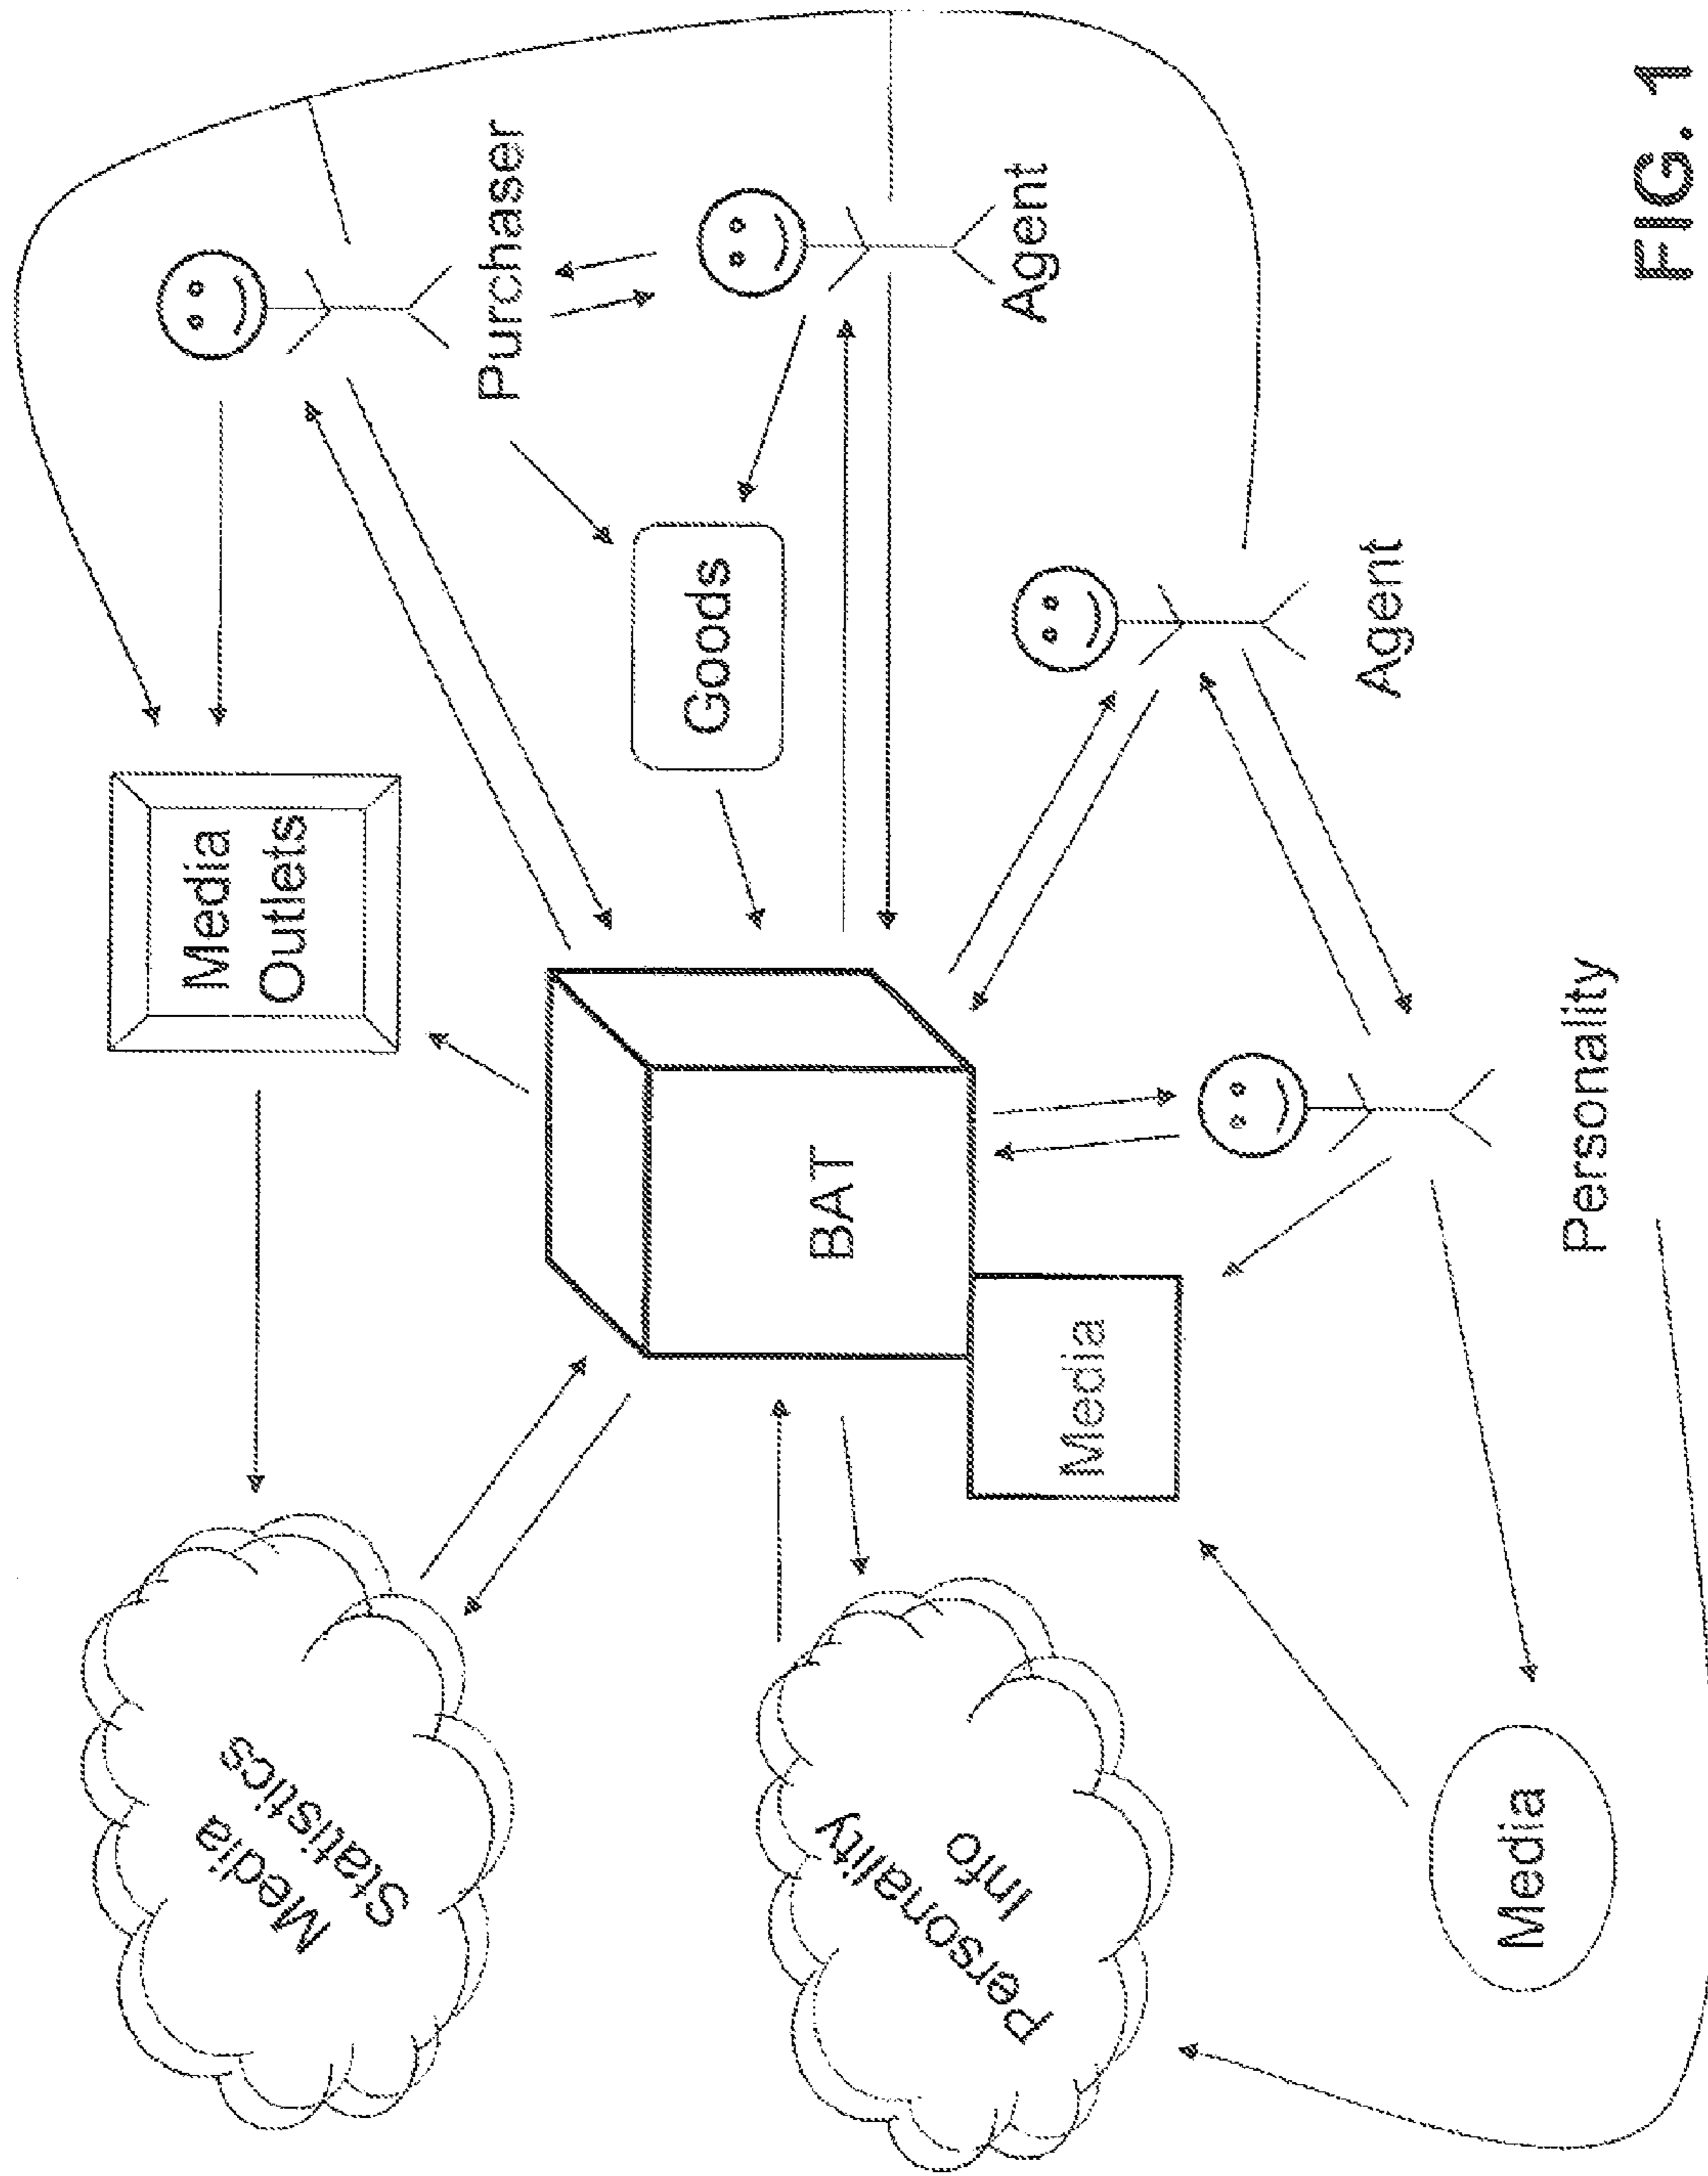 Media
Statistics
Media
Outlets
Purchaser
Personality
Info
BAT
Goods
Agent
Media
Agent
Media
Personality
FIG. 1